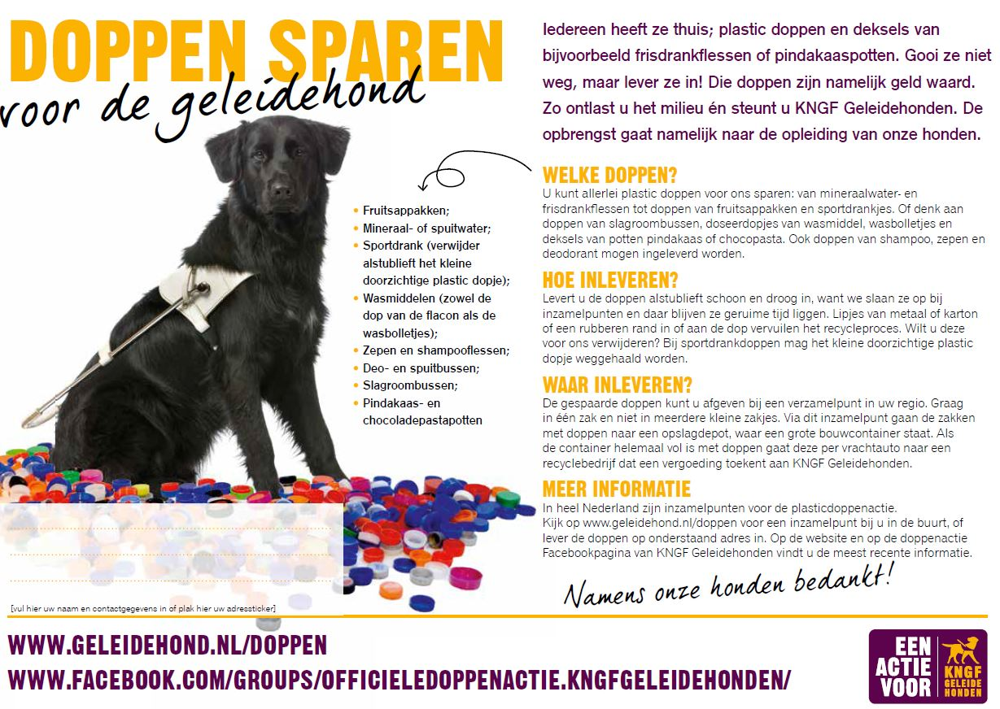 DOPPEN SPAREN
voor de geleidehond
Iedereen heeft ze thuis; plastic doppen en deksels van
bijvoorbeeld frisdrankflessen of pindakaaspotten. Gooi ze niet
weg, maar lever ze in! Die doppen zijn namelijk geld waard.
Zo ontlast u het milieu én steunt u KNGF Geleidehonden. De
opbrengst gaat namelijk naar de opleiding van onze honden.
• Fruitsappakken;
• Mineraal- of spuitwater;
• Sportdrank (verwijder
alstublieft het kleine
doorzichtige plastic dopje);
• Wasmiddelen (zowel de
dop van de flacon als de
wasbolletjes);
• Zepen en shampooflessen;
• Deo- en spuitbussen;
• Slagroombussen;
• Pindakaas- en
chocoladepastapotten
WELKE DOPPEN?
U kunt allerlei plastic doppen voor ons sparen: van mineraalwater- en
frisdrankflessen tot doppen van fruitsappakken en sportdrankjes. Of denk aan
doppen van slagroombussen, doseerdopjes van wasmiddel, wasbolletjes en
deksels van potten pindakaas of chocopasta. Ook doppen van shampoo, zepen en
deodorant mogen ingeleverd worden.
HOE INLEVEREN?
Levert u de doppen alstublieft schoon en droog in, want we slaan ze op bij
inzamelpunten en daar blijven ze geruime tijd liggen. Lipjes van metaal of karton
of een rubberen rand in of aan de dop vervuilen het recycleproces. Wilt u deze
voor ons verwijderen? Bij sportdrankdoppen mag het kleine doorzichtige plastic
dopje weggehaald worden.
WAAR INLEVEREN?
De gespaarde doppen kunt u afgeven bij een verzamelpunt in uw regio. Graag
in één zak en niet in meerdere kleine zakjes. Via dit inzamelpunt gaan de zakken
met doppen naar een opslagdepot, waar een grote bouwcontainer staat. Als
de container helemaal vol is met doppen gaat deze per vrachtauto naar een
recyclebedrijf dat een vergoeding toekent aan KNGF Geleidehonden.
MEER INFORMATIE
In heel Nederland zijn inzamelpunten voor de plasticdoppenactie.
Kijk op www.geleidehond.nl/doppen voor een inzamelpunt bij u in de buurt, of
lever de doppen op onderstaand adres in. Op de website en op de doppenactie
Facebookpagina van KNGF Geleidehonden vindt u de meest recente informatie.
Namens onze honden bedankt!
[vul hier uw naam en contactgegevens in of plak hier uw adressticker]
WWW.GELEIDEHOND.NL/DOPPEN
WWW.FACEBOOK.COM/GROUPS/OFFICIELEDOPPENACTIE.KNGFGELEIDEHONDEN/
EEN
ACTIE
VOOR
KNGF
GELEIDE
HONDEN